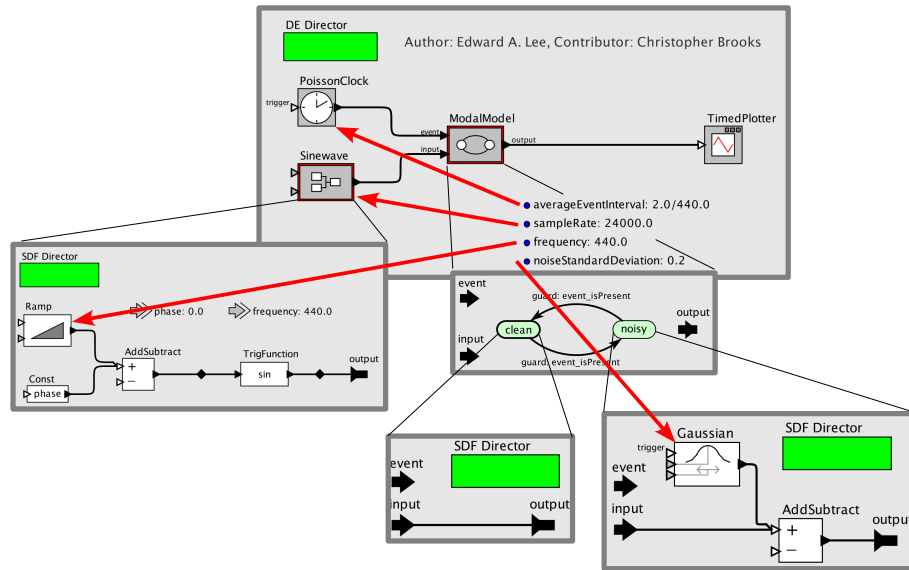 DE Director
Author: Edward A. Lee, Contributor: Christopher Brooks
PoissonClock
trigger
event
ModalModel
output
TimedPlotter
input
Sinewave
averageEventInterval: 2.0/440.0
sampleRate: 24000.0
frequency: 440.0
noiseStandardDeviation: 0.2
SDF Director
Ramp
phase: 0.0
frequency: 440.0
AddSubtract
+
−
TrigFunction
sin
output
Const
phase
event
guard: event_isPresent
clean
noisy
output
input
guard: event_isPresent
SDF Director
event
input
output
Gaussian
SDF Director
trigger
event
input
AddSubtract
+
−
output